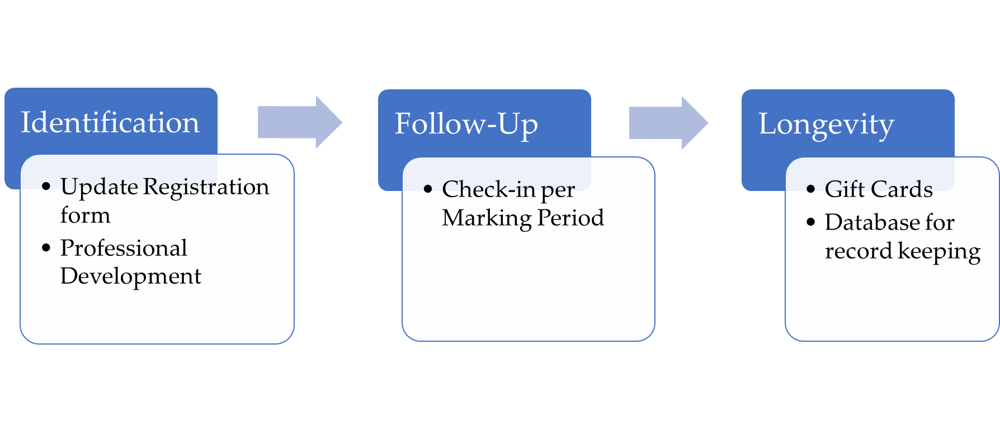 Identification
• Update Registration
form
• Professional
Development
Follow-Up
• Check-in per
Marking Period
Longevity
• Gift Cards
• Database for
record keeping